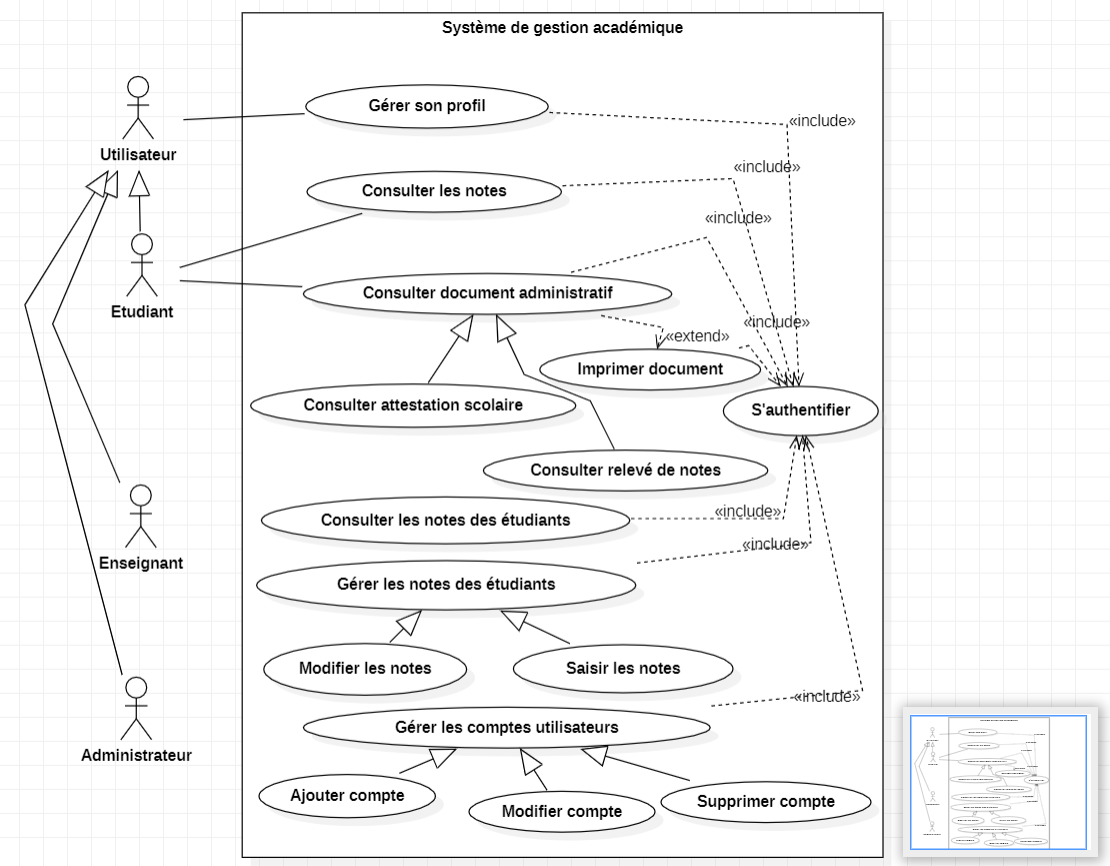 Système de gestion académique
Gérer son profil
«include»
Utilisateur
«include»
Consulter les notes
«include»
Consulter document administratif
Etudiant
«include»
«extend»
Imprimer document
Consulter attestation scolaire
S'authentifier
Consulter relevé de notes
«include»
Consulter les notes des étudiants
«include»
Enseignant
Gérer les notes des étudiants
Modifier les notes
Saisir les notes
«include»
Gérer les comptes utilisateurs
Administrateur
Ajouter compte
Modifier compte
Supprimer compte